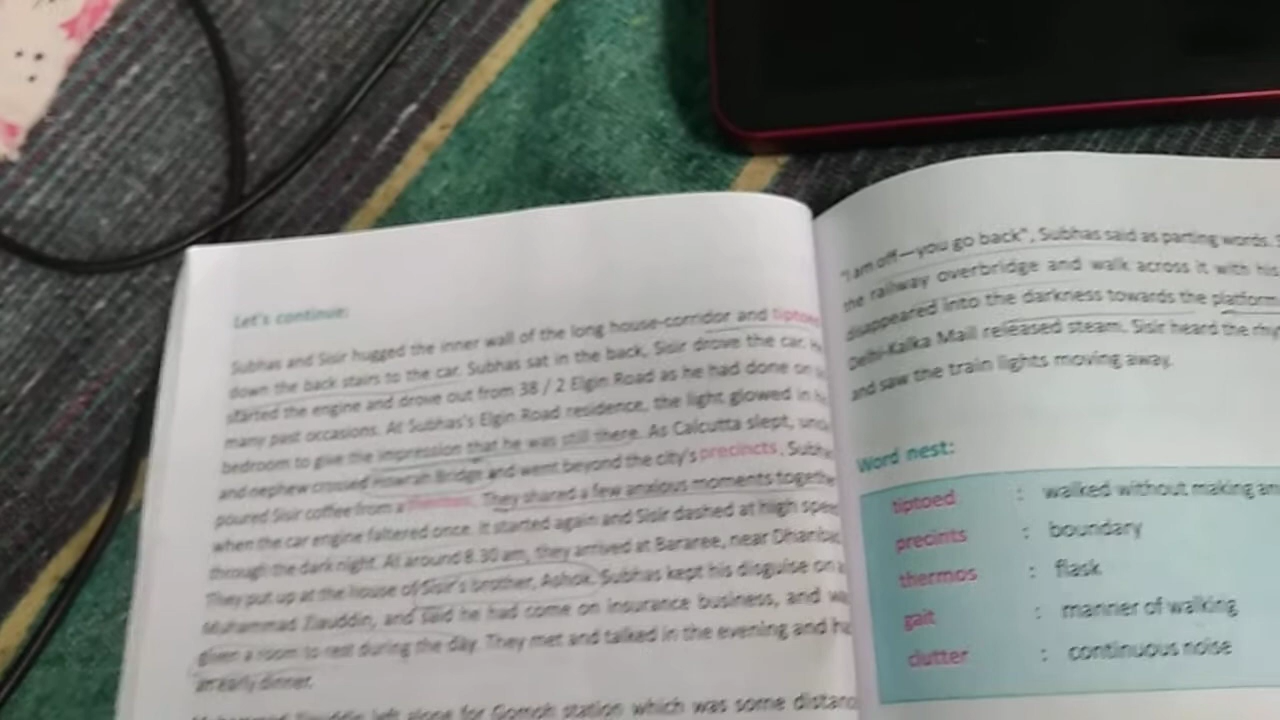 Let's continue:
Subhas and Sisir hugged the inner wall of the long house-corridor and tiptoed
down the back stairs to the car. Subhas sat in the back, Sisir drove the car.
started the engine and drove out from 38 / 2 Elgin Road as he had done on
many past occasions. At Subhas's Elgin Road residence, the light glowed in
bedroom to give the impression that he was still there. As Calcutta slept,
and nephew crossed Howrah Bridge and went beyond the city's precincts.
poured Sisir coffee from a thermos. They shared a few anxious moments
when the car engine faltered once. It started again and Sisir dashed at high
through the dark night. At around 8.30 am, they arrived at Bararee, near
They put up at the house of Sisir's brother, Ashok. Subhas kept his disguise on
Muhammad Ziauddin, and said he had come on insurance business, and
given a room to rest during the day. They met and talked in the evening and
an early dinner.
left alone for Gomoh station which was some
"I am off—you go back", Subhas said as parting words.
the railway overbridge and walk across it with his
disappeared into the darkness towards the platform
Delhi-Kalka Mail released steam. Sisir heard the
and saw the train lights moving away.
Word nest:
tiptoed : walked without making
precints : boundary
thermos : flask
gait : manner of walking
clutter : continuous noise